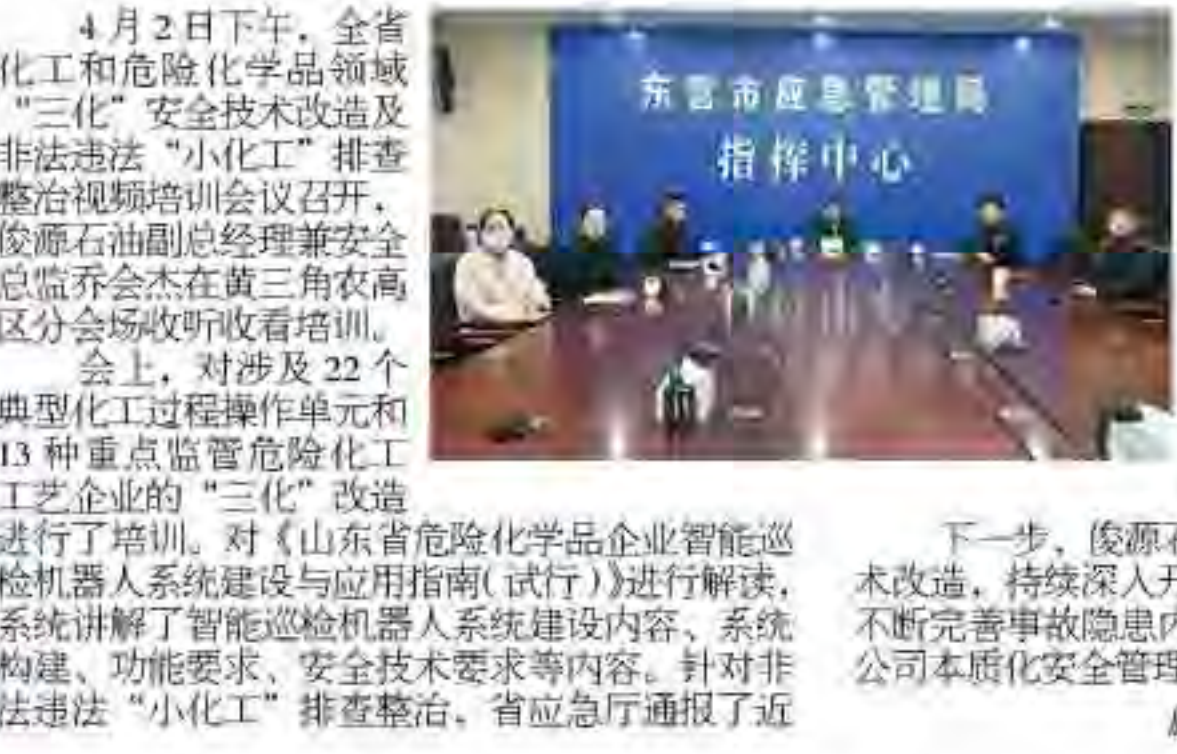 4月2日下午，全省
化工和危险化学品领域
“三化”安全技术改造及
非法违法“小化工”排查
整治视频培训会议召开，
俊源石油副总经理兼安全
总监乔会杰在黄三角农高
区分会场收听收看培训。
会上，对涉及22个
典型化工过程操作单元和
13种重点监管危险化工
工艺企业的“三化”改造
进行了培训。对《山东省危险化学品企业智能巡
检机器人系统建设与应用指南(试行)》进行解读，
系统讲解了智能巡检机器人系统建设内容、系统
构建、功能要求、安全技术要求等内容。针对非
法违法“小化工”排查整治，省应急厅通报了近
东营市应急管理局
指挥中心
下一步，俊源石
术改造，持续深入开
不断完善事故隐患内
公司本质化安全管理